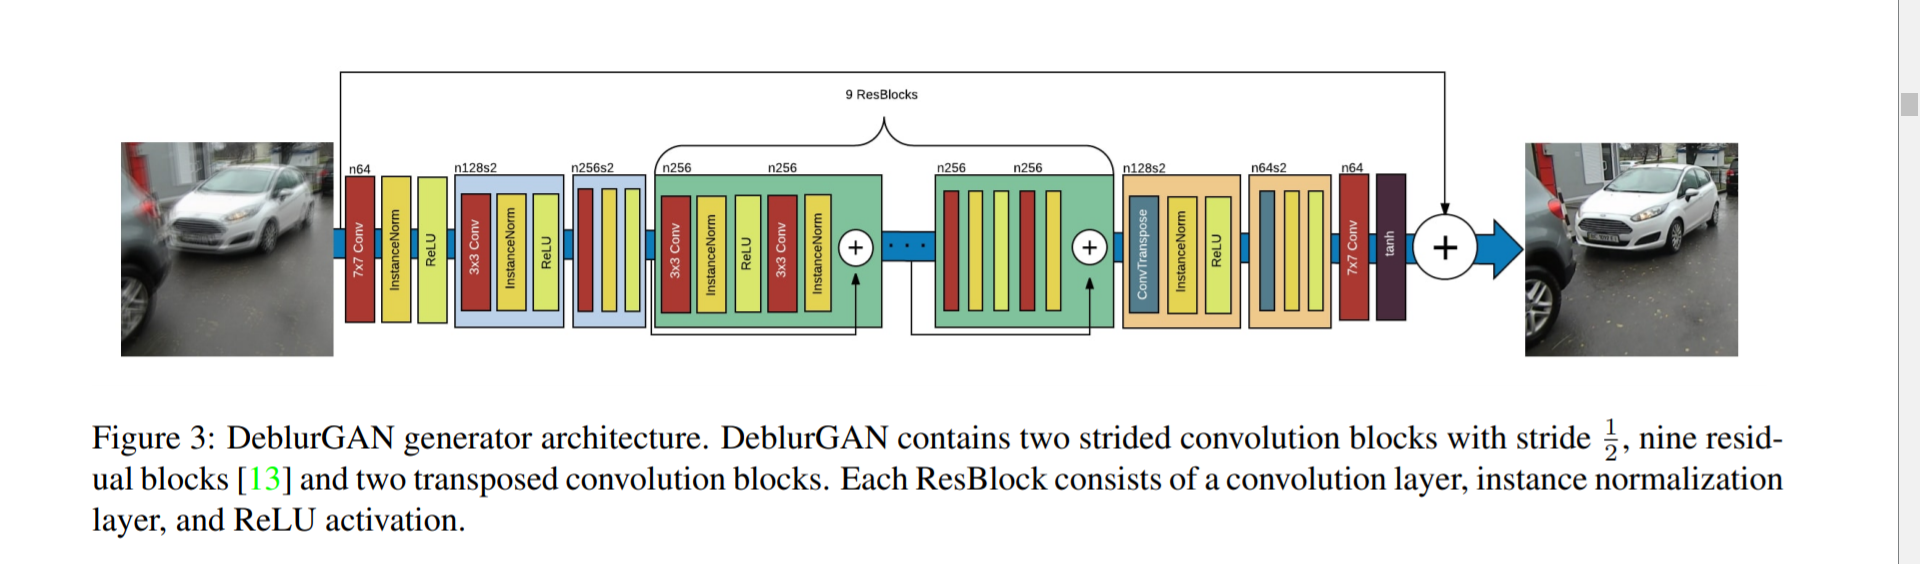 9 ResBlocks
n64
n128s2
n256s2
n256
n256
n256
n256
n128s2
n64s2
n64
7x7 Conv
InstanceNorm
ReLU
3x3 Conv
InstanceNorm
ReLU
3x3 Conv
InstanceNorm
ReLU
3x3 Conv
InstanceNorm
+
...
+
ConvTranspose
InstanceNorm
ReLU
7x7 Conv
tanh
+
Figure 3: DeblurGAN generator architecture. DeblurGAN contains two strided convolution blocks with stride 1/2, nine resid-
ual blocks [13] and two transposed convolution blocks. Each ResBlock consists of a convolution layer, instance normalization
layer, and ReLU activation.